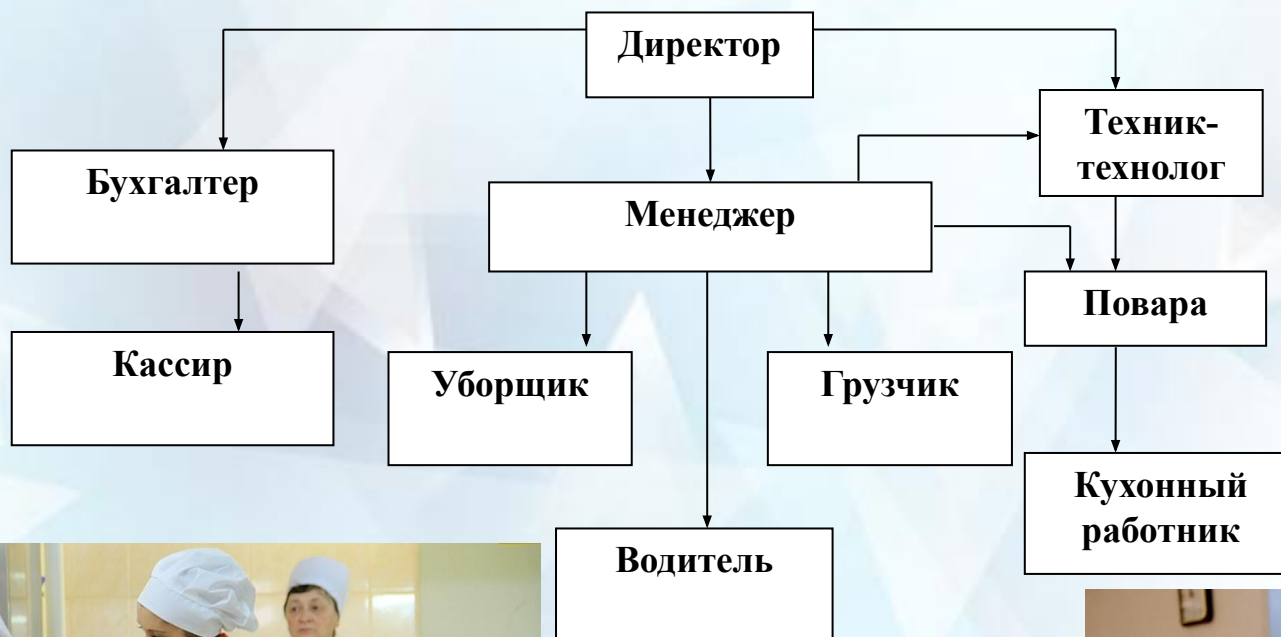 Директор
Техник-
технолог
Бухгалтер
Менеджер
Повара
Кассир
Уборщик
Грузчик
Кухонный
работник
Водитель